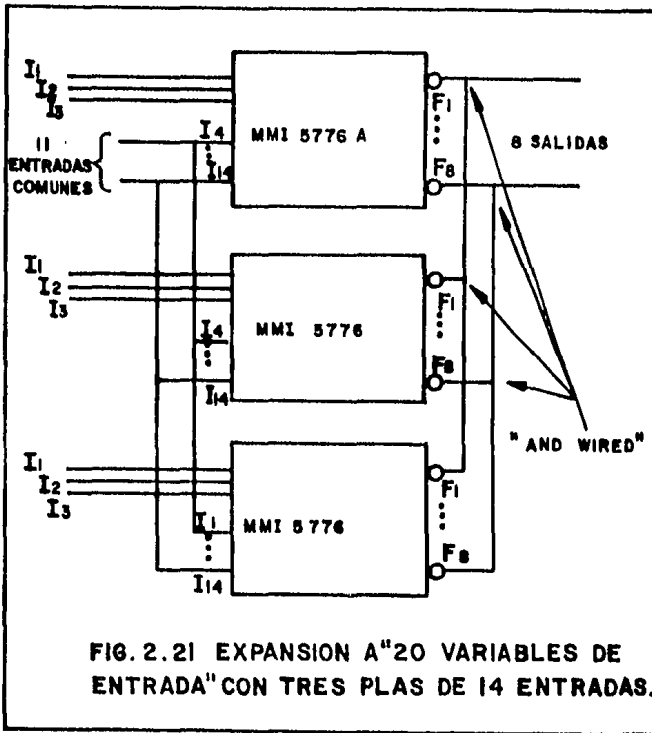 I1
I2
I3
11
ENTRADAS
COMUNES
I4
I14
MMI 5776 A
F1
F8
8 SALIDAS
I1
I2
I3
I4
I14
MMI 5776
F1
F8
"AND WIRED"
I1
I2
I3
I1
I14
MMI 5776
F1
F8
FIG. 2.21 EXPANSION A"20 VARIABLES DE
ENTRADA" CON TRES PLAS DE 14 ENTRADAS.